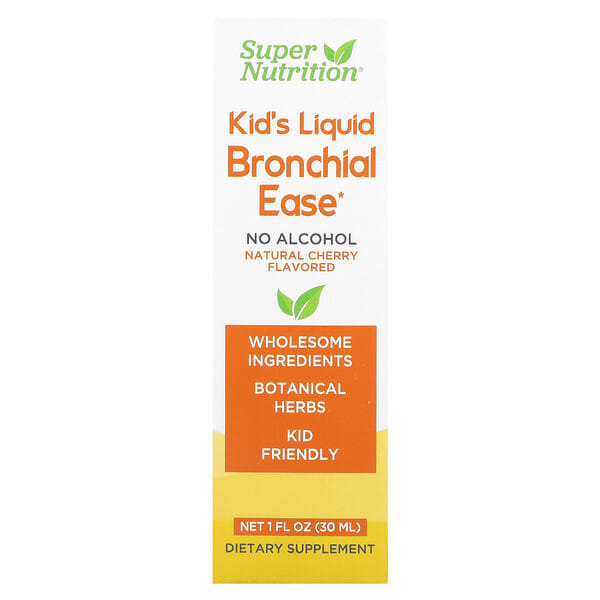 Super
Nutrition®
Kid's Liquid
Bronchial
Ease*
NO ALCOHOL
NATURAL CHERRY
FLAVORED
WHOLESOME
INGREDIENTS
BOTANICAL
HERBS
KID
FRIENDLY
NET 1 FL OZ (30 ML)
DIETARY SUPPLEMENT